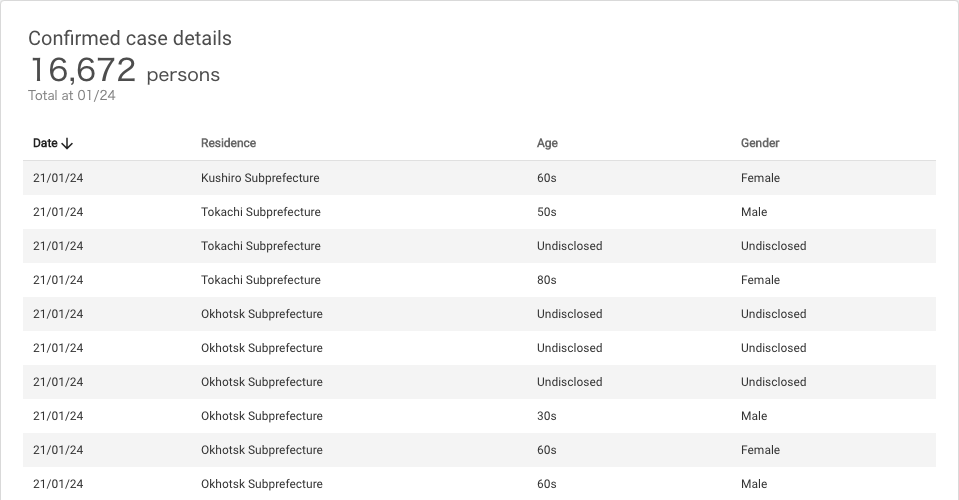 Confirmed case details
16,672 persons
Total at 01/24
Date Residence Age Gender
21/01/24 Kushiro Subprefecture 60s Female
21/01/24 Tokachi Subprefecture 50s Male
21/01/24 Tokachi Subprefecture Undisclosed Undisclosed
21/01/24 Tokachi Subprefecture 80s Female
21/01/24 Okhotsk Subprefecture Undisclosed Undisclosed
21/01/24 Okhotsk Subprefecture Undisclosed Undisclosed
21/01/24 Okhotsk Subprefecture Undisclosed Undisclosed
21/01/24 Okhotsk Subprefecture 30s Male
21/01/24 Okhotsk Subprefecture 60s Female
21/01/24 Okhotsk Subprefecture 60s Male